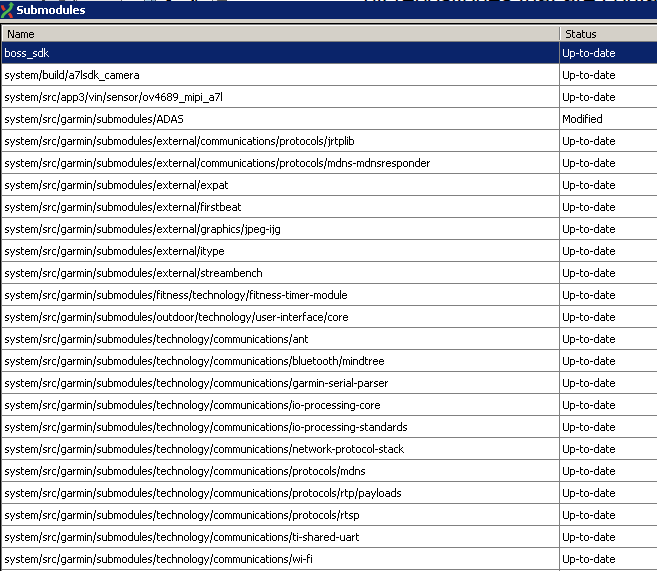 Submodules
Name Status
boss_sdk Up-to-date
system/build/a7lsdk_camera Up-to-date
system/src/app3/vin/sensor/ov4689_mipi_a7l Up-to-date
system/src/garmin/submodules/ADAS Modified
system/src/garmin/submodules/external/communications/protocols/jrtplib Up-to-date
system/src/garmin/submodules/external/communications/protocols/mdns-mdnsresponder Up-to-date
system/src/garmin/submodules/external/expat Up-to-date
system/src/garmin/submodules/external/firstbeat Up-to-date
system/src/garmin/submodules/external/graphics/jpeg-ijg Up-to-date
system/src/garmin/submodules/external/itype Up-to-date
system/src/garmin/submodules/external/streambench Up-to-date
system/src/garmin/submodules/fitness/technology/fitness-timer-module Up-to-date
system/src/garmin/submodules/outdoor/technology/user-interface/core Up-to-date
system/src/garmin/submodules/technology/communications/ant Up-to-date
system/src/garmin/submodules/technology/communications/bluetooth/mindtree Up-to-date
system/src/garmin/submodules/technology/communications/garmin-serial-parser Up-to-date
system/src/garmin/submodules/technology/communications/io-processing-core Up-to-date
system/src/garmin/submodules/technology/communications/io-processing-standards Up-to-date
system/src/garmin/submodules/technology/communications/network-protocol-stack Up-to-date
system/src/garmin/submodules/technology/communications/protocols/mdns Up-to-date
system/src/garmin/submodules/technology/communications/protocols/rtp/payloads Up-to-date
system/src/garmin/submodules/technology/communications/protocols/rtsp Up-to-date
system/src/garmin/submodules/technology/communications/ti-shared-uart Up-to-date
system/src/garmin/submodules/technology/communications/wi-fi Up-to-date